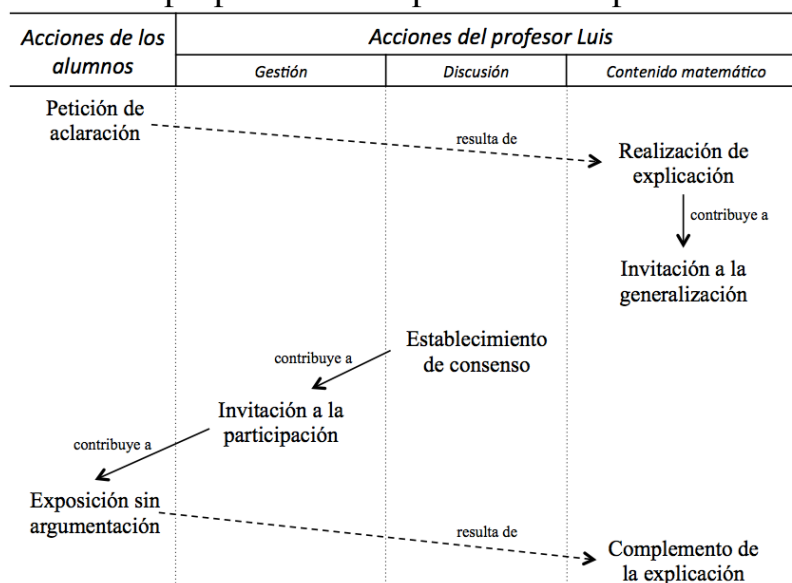 Acciones de los
alumnos
Acciones del profesor Luis
Gestión
Discusión
Contenido matemático
Petición de
aclaración
resulta de
Realización de
explicación
contribuye a
Invitación a la
generalización
Establecimiento
de consenso
contribuye a
Invitación a la
participación
contribuye a
Exposición sin
argumentación
resulta de
Complemento de
la explicación